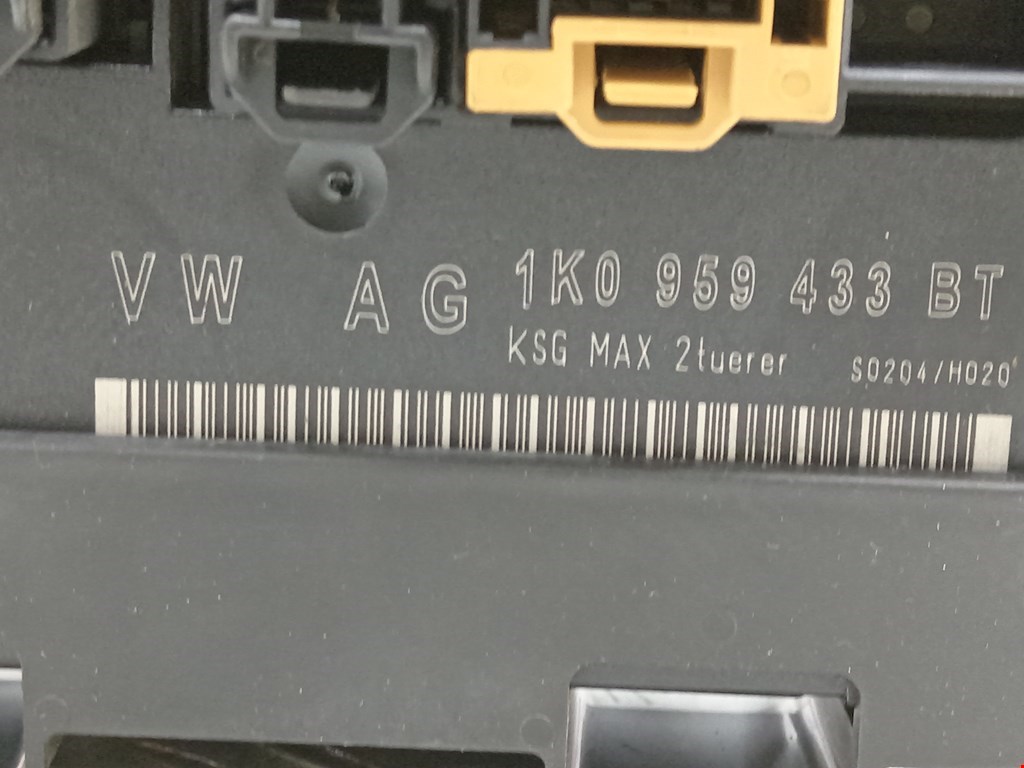 VW AG 1K0 959 433 BT
KSG MAX 2tuerer S0204/H020